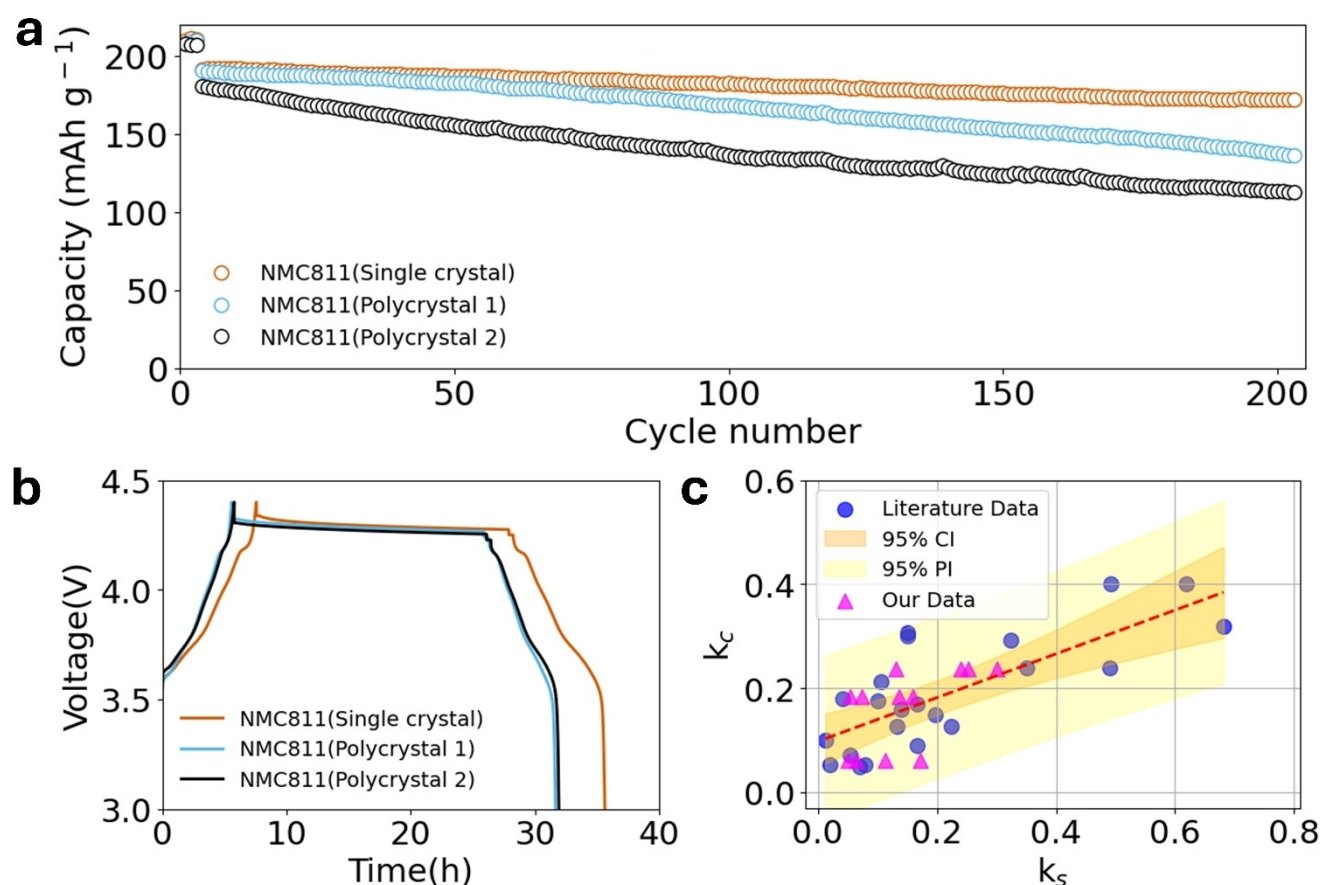 a
Capacity (mAh g⁻¹)
200
150
100
50
0
NMC811(Single crystal)
NMC811(Polycrystal 1)
NMC811(Polycrystal 2)
0 50 100 150 200
Cycle number
b
Voltage(V)
4.5
4.0
3.5
3.0
NMC811(Single crystal)
NMC811(Polycrystal 1)
NMC811(Polycrystal 2)
0 10 20 30 40
Time(h)
c
k_c
0.6
0.4
0.2
0.0
Literature Data
95% CI
95% PI
Our Data
0.0 0.2 0.4 0.6 0.8
k_s